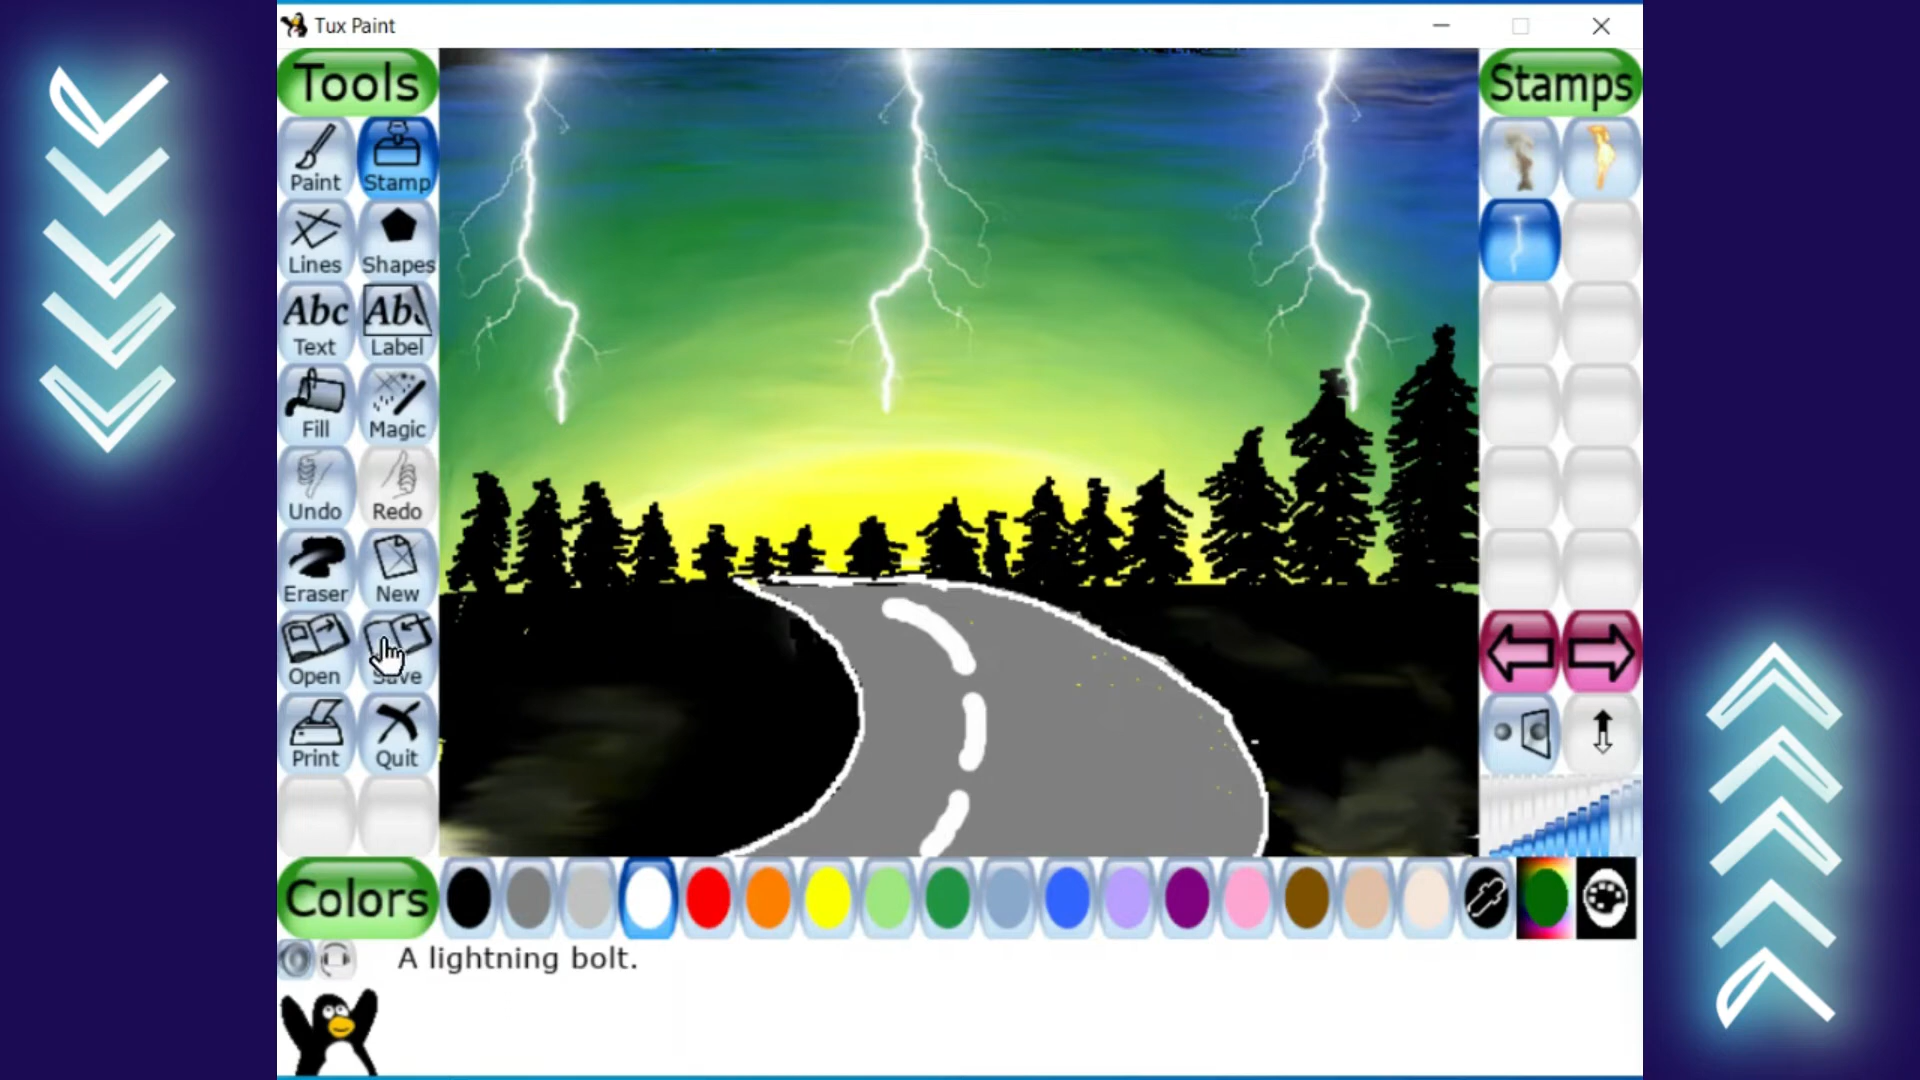 Tux Paint
Tools
Stamps
Paint
Stamp
Lines
Shapes
Abc
Abc
Text
Label
Fill
Magic
Undo
Redo
Eraser
New
Open
Save
Print
Quit
Colors
A lightning bolt.